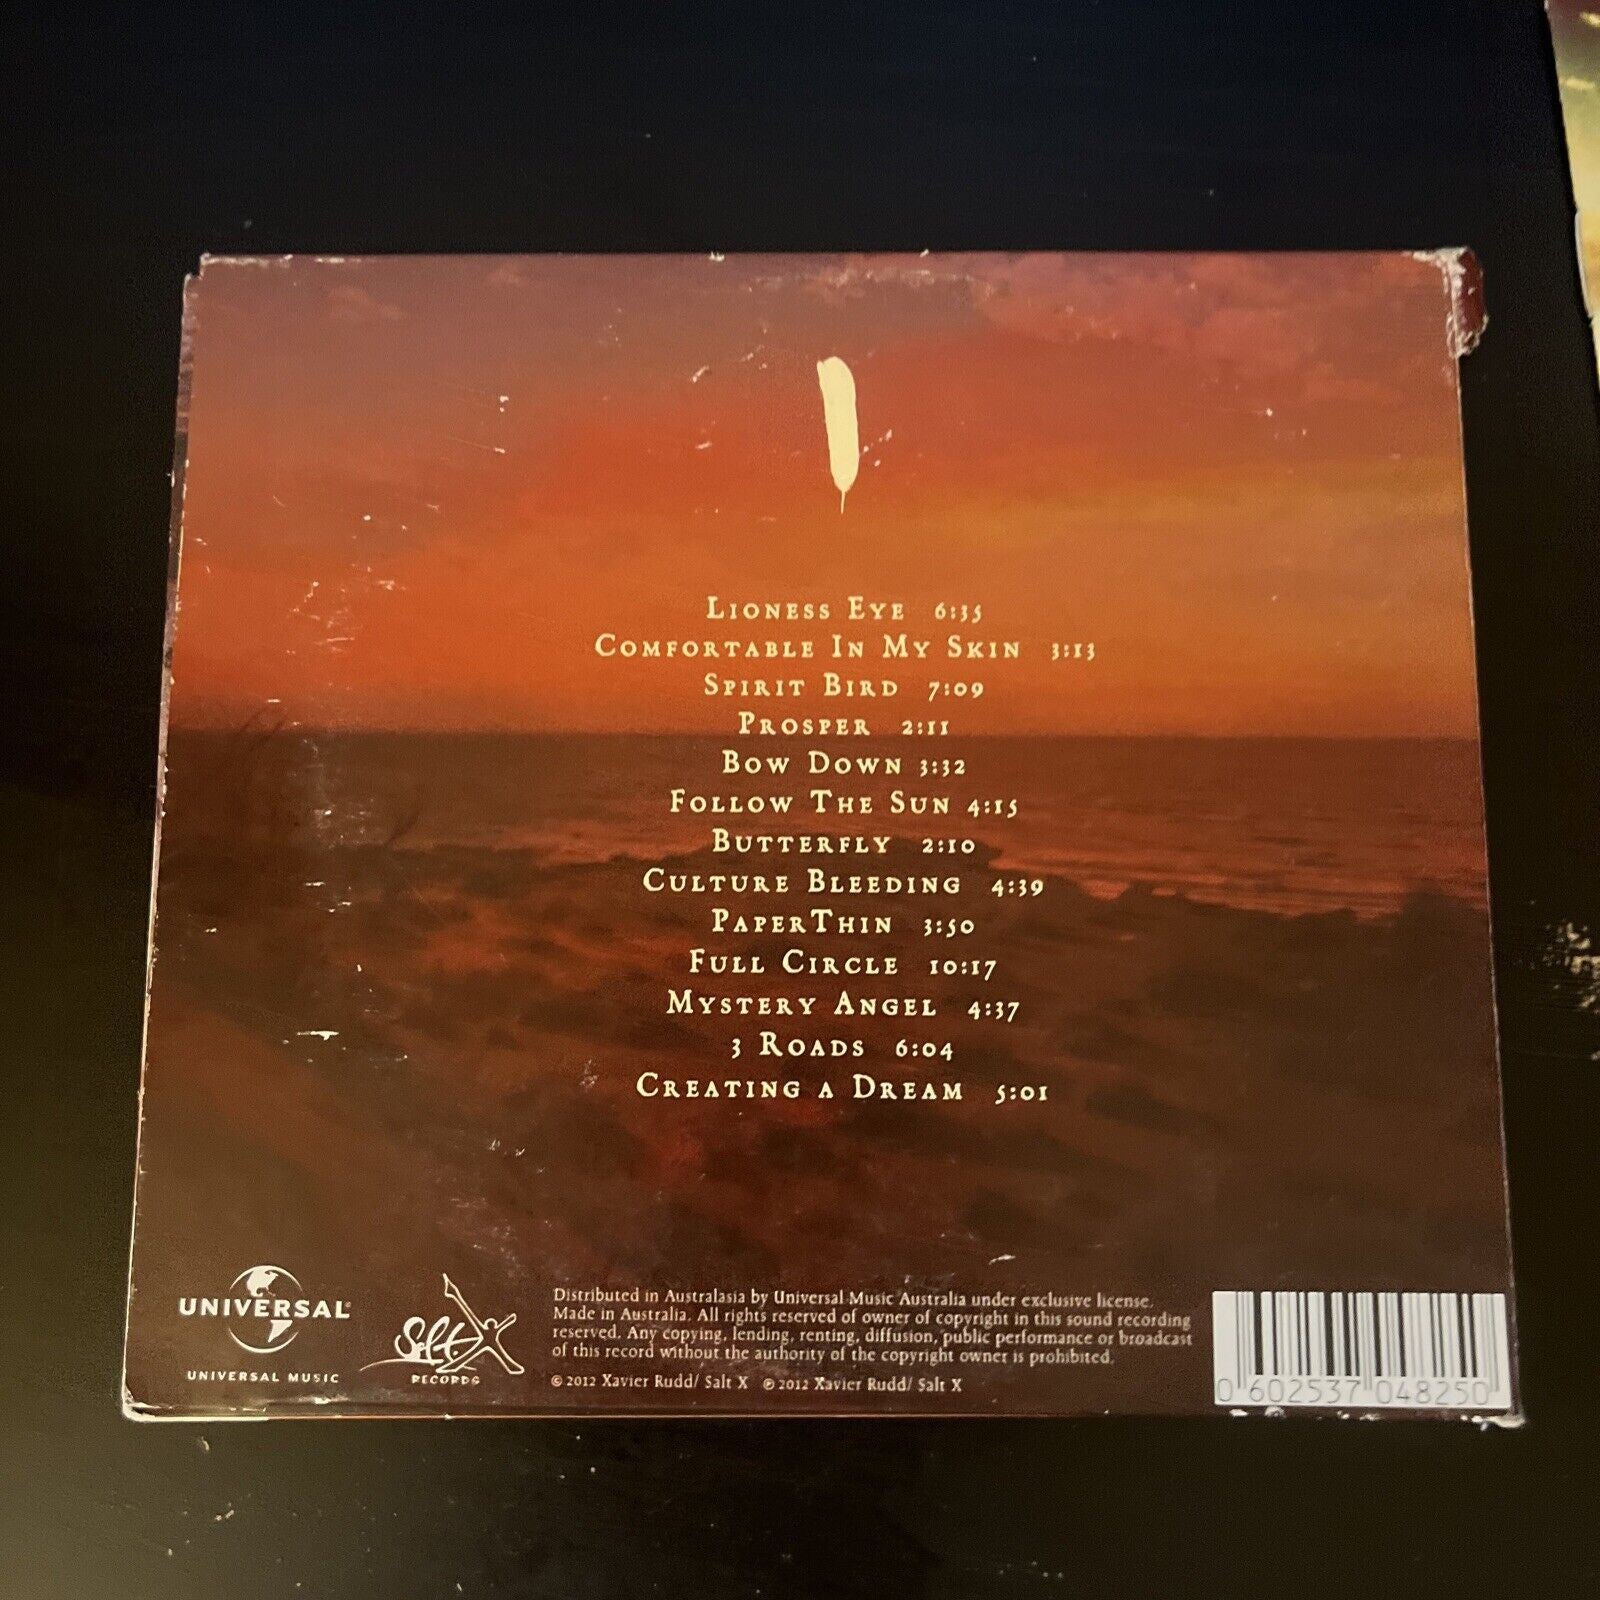 Lioness Eye 6:35
Comfortable In My Skin 3:13
Spirit Bird 7:09
Prosper 2:11
Bow Down 3:32
Follow The Sun 4:15
Butterfly 2:10
Culture Bleeding 4:39
PaperThin 3:50
Full Circle 10:17
Mystery Angel 4:37
3 Roads 6:04
Creating a Dream 5:01
UNIVERSAL®
UNIVERSAL MUSIC
Salt X
RECORDS
Distributed in Australasia by Universal Music Australia under exclusive license.
Made in Australia. All rights reserved of owner of copyright in this sound recording
reserved. Any copying, lending, renting, diffusion, public performance or broadcast
of this record without the authority of the copyright owner is prohibited.
© 2012 Xavier Rudd/ Salt X ℗ 2012 Xavier Rudd/ Salt X
0 602537 048250